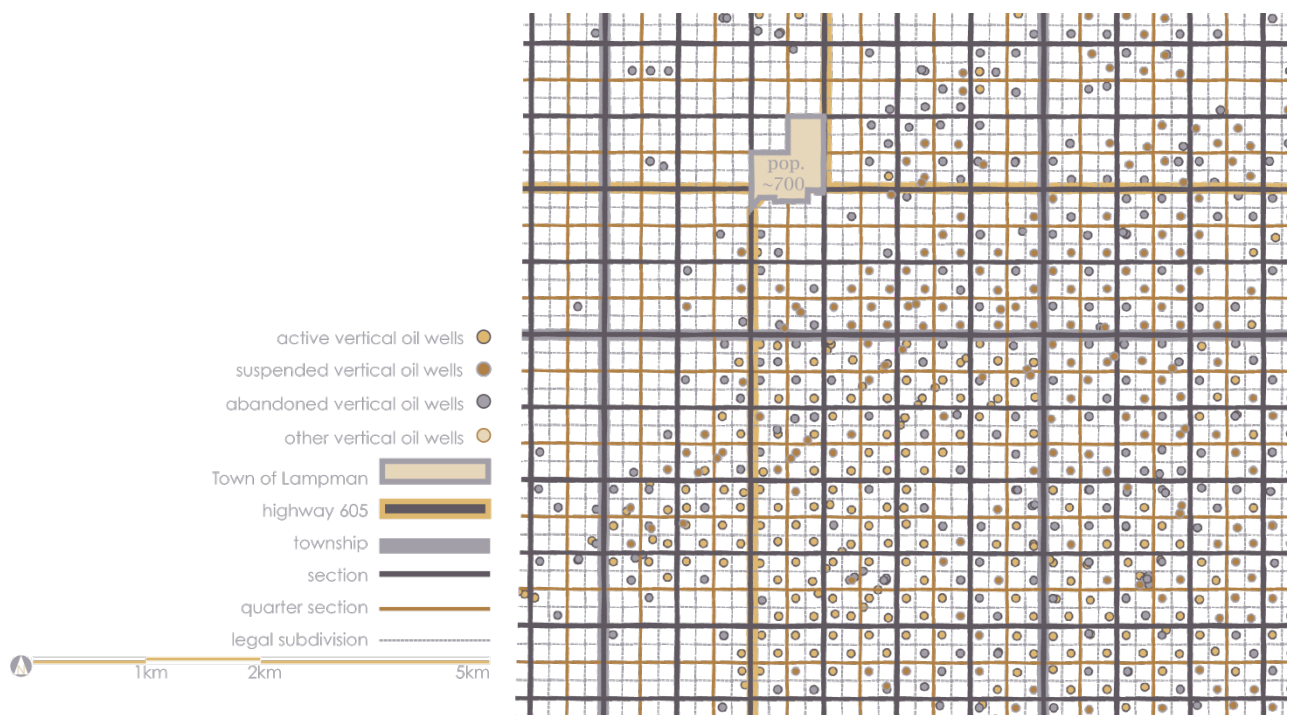 pop.
~700
active vertical oil wells
suspended vertical oil wells
abandoned vertical oil wells
other vertical oil wells
Town of Lampman
highway 605
township
section
quarter section
legal subdivision
N
1km 2km 5km